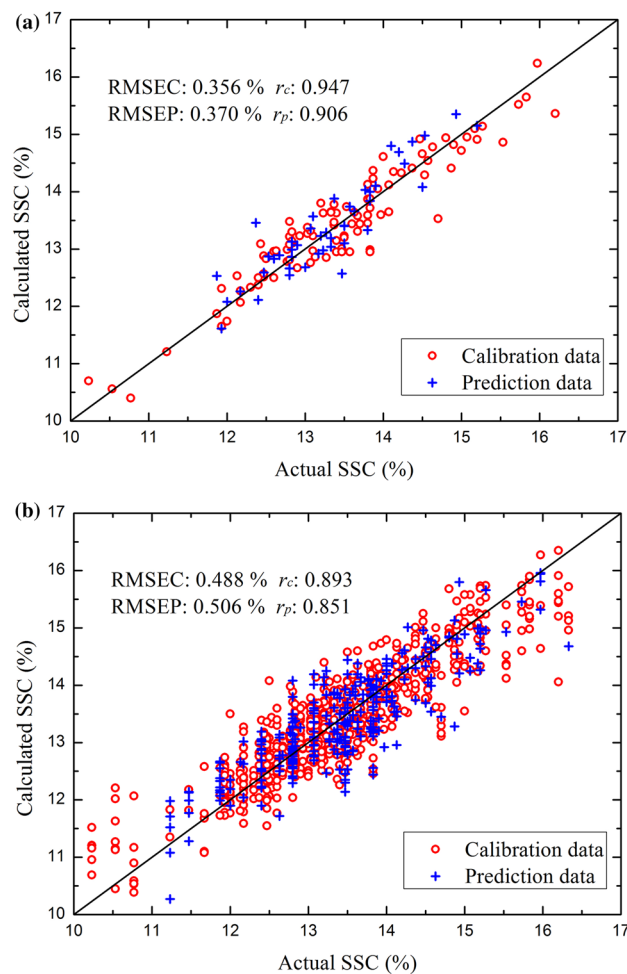 (a)
17
16
15
14
13
12
11
10
Calculated SSC (%)
RMSEC: 0.356 % rc: 0.947
RMSEP: 0.370 % rp: 0.906
Calibration data
Prediction data
10 11 12 13 14 15 16 17
Actual SSC (%)
(b)
17
16
15
14
13
12
11
10
Calculated SSC (%)
RMSEC: 0.488 % rc: 0.893
RMSEP: 0.506 % rp: 0.851
Calibration data
Prediction data
10 11 12 13 14 15 16 17
Actual SSC (%)